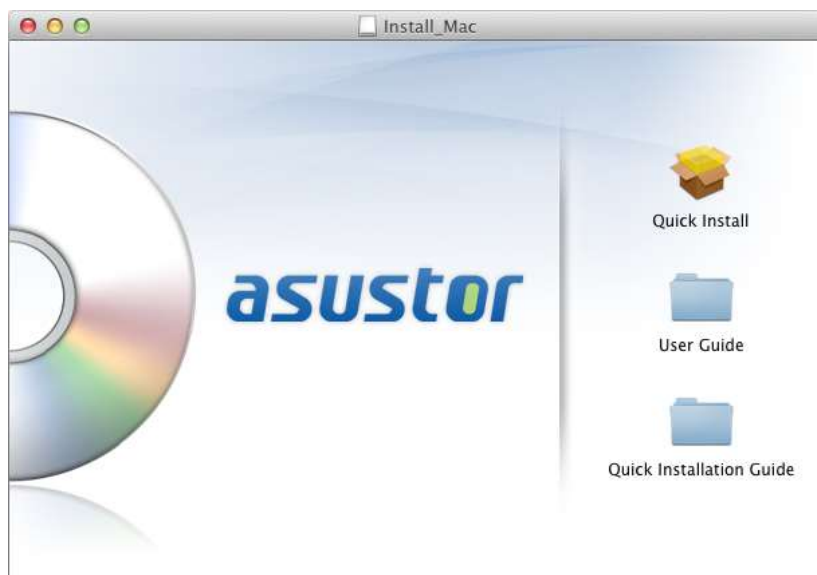 Install_Mac
asustor
Quick Install
User Guide
Quick Installation Guide